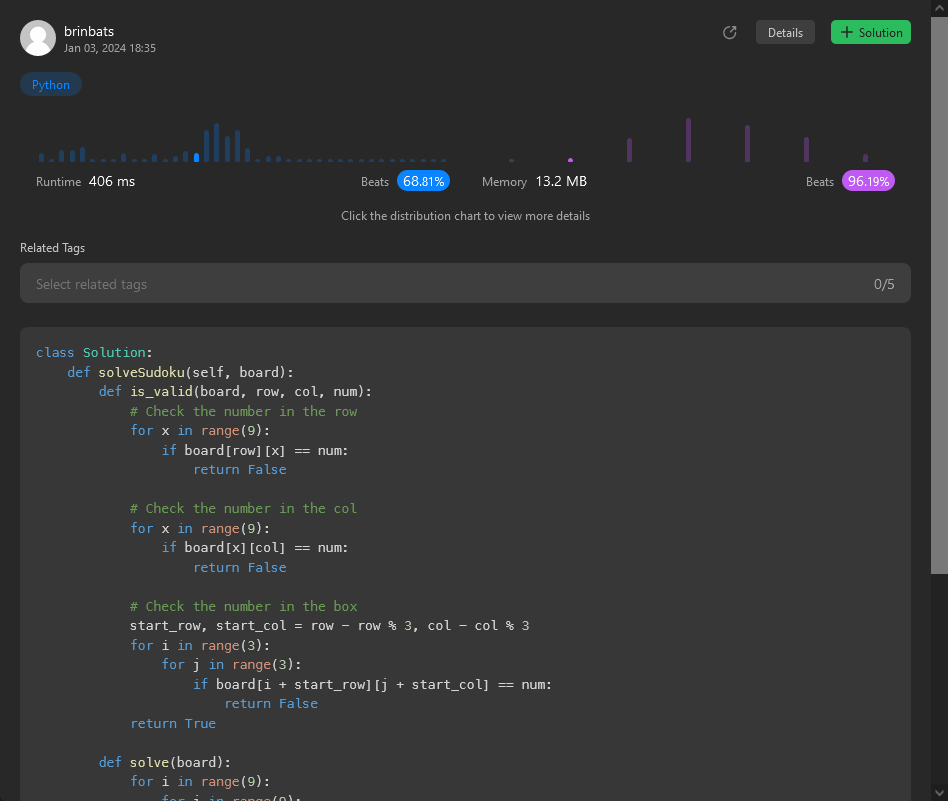 brinbats
Jan 03, 2024 18:35
Details
+ Solution
Python
Runtime 406 ms
Beats 68.81%
Memory 13.2 MB
Beats 96.19%
Click the distribution chart to view more details
Related Tags
Select related tags
0/5
class Solution:
    def solveSudoku(self, board):
        def is_valid(board, row, col, num):
            # Check the number in the row
            for x in range(9):
                if board[row][x] == num:
                    return False

            # Check the number in the col
            for x in range(9):
                if board[x][col] == num:
                    return False

            # Check the number in the box
            start_row, start_col = row - row % 3, col - col % 3
            for i in range(3):
                for j in range(3):
                    if board[i + start_row][j + start_col] == num:
                        return False
            return True

        def solve(board):
            for i in range(9):
                for j in range(9):